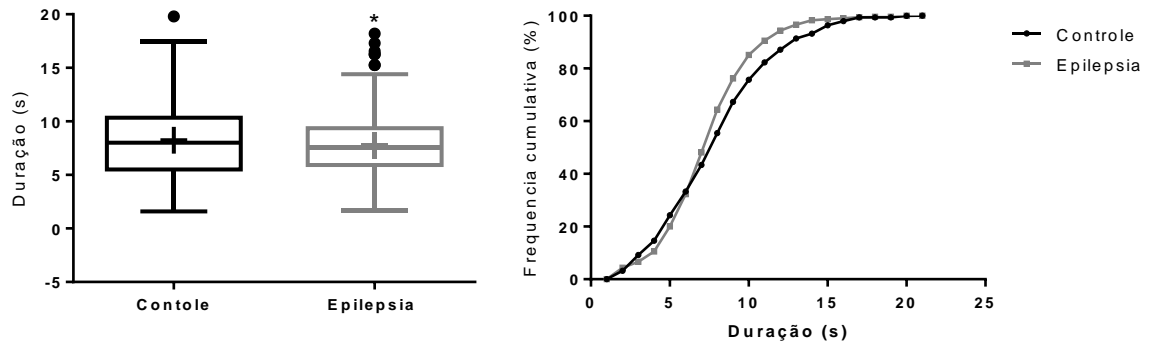 20
15
10
5
0
-5
Duração (s)
*
Contole
Epilepsia
100
80
60
40
20
0
Frequencia cumulativa (%)
0 5 10 15 20 25
Duração (s)
Controle
Epilepsia